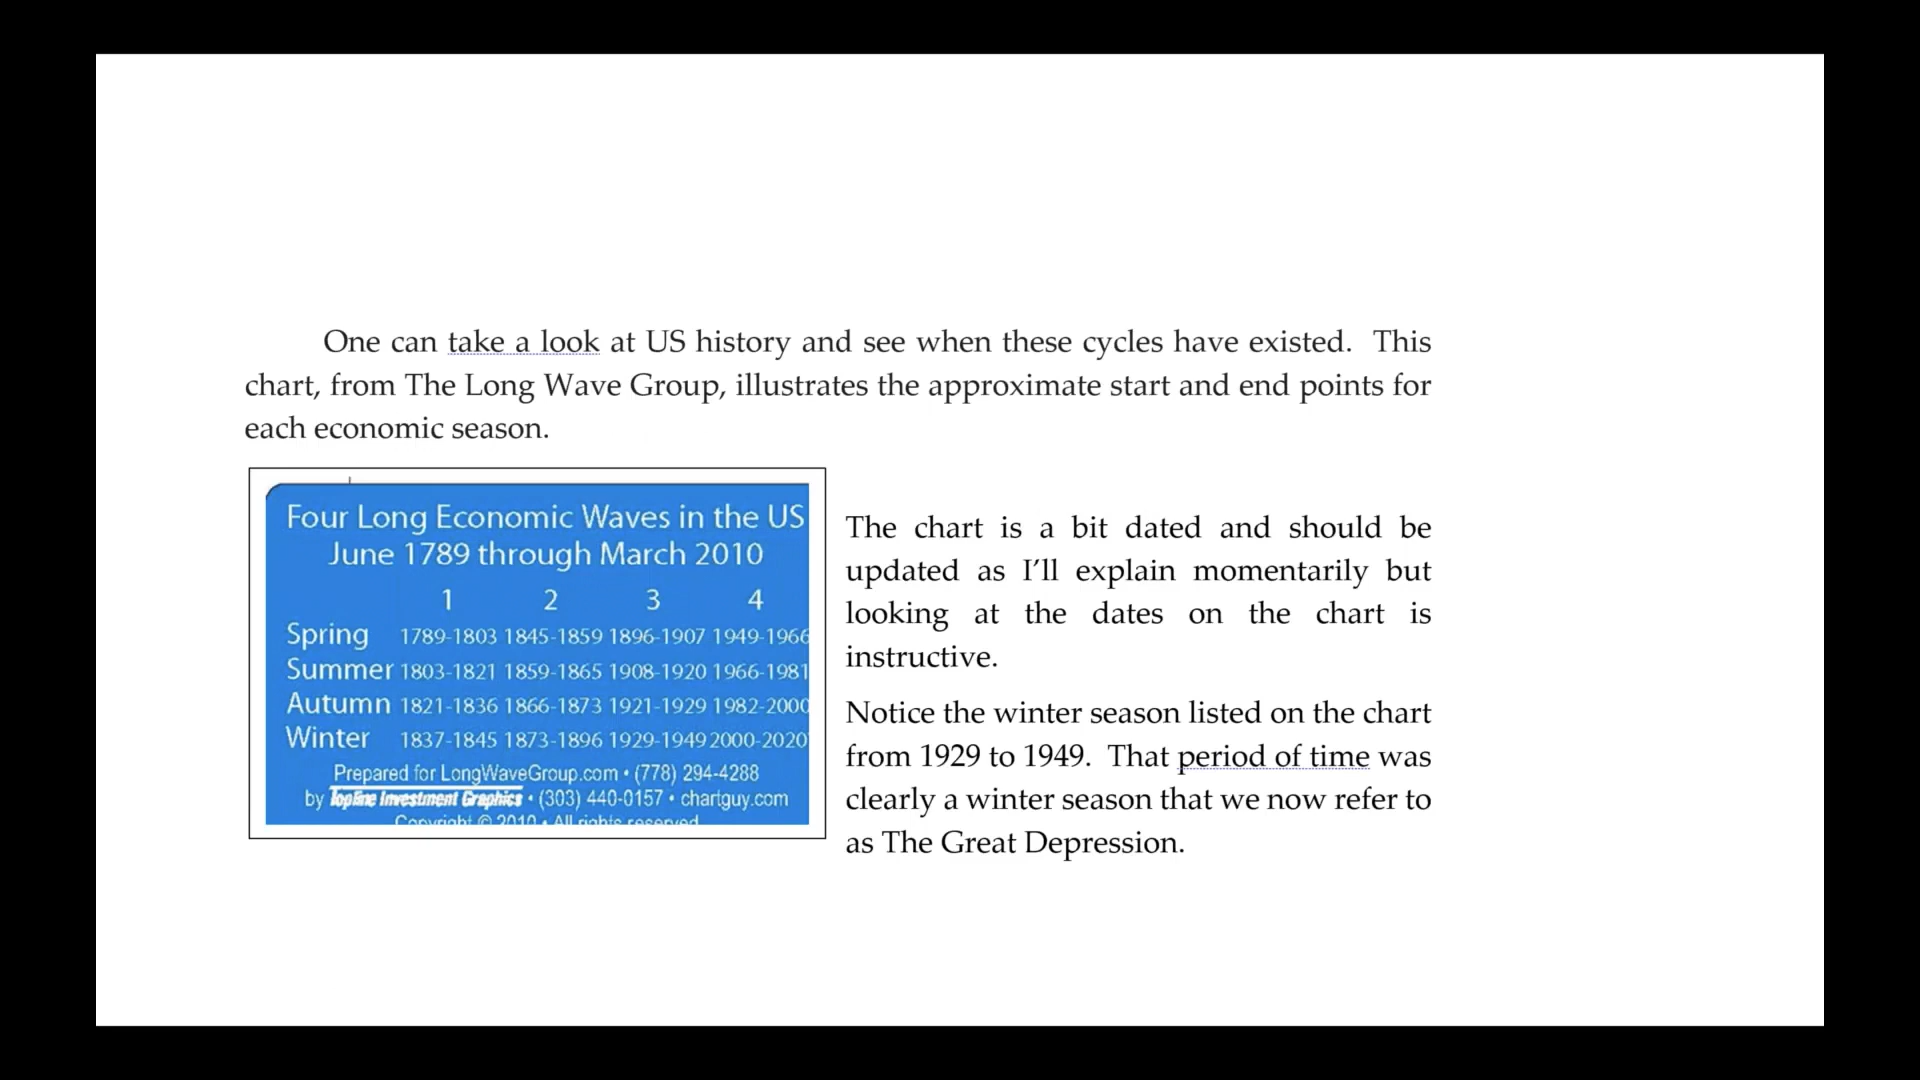 One can take a look at US history and see when these cycles have existed. This
chart, from The Long Wave Group, illustrates the approximate start and end points for
each economic season.
Four Long Economic Waves in the US
June 1789 through March 2010
1 2 3 4
Spring 1789-1803 1845-1859 1896-1907 1949-1966
Summer 1803-1821 1859-1865 1908-1920 1966-1981
Autumn 1821-1836 1866-1873 1921-1929 1982-2000
Winter 1837-1845 1873-1896 1929-1949 2000-2020
Prepared for LongWaveGroup.com • (778) 294-4288
by Topline Investment Graphics • (303) 440-0157 • chartguy.com
Copyright © 2010 • All rights reserved
The chart is a bit dated and should be
updated as I'll explain momentarily but
looking at the dates on the chart is
instructive.
Notice the winter season listed on the chart
from 1929 to 1949. That period of time was
clearly a winter season that we now refer to
as The Great Depression.